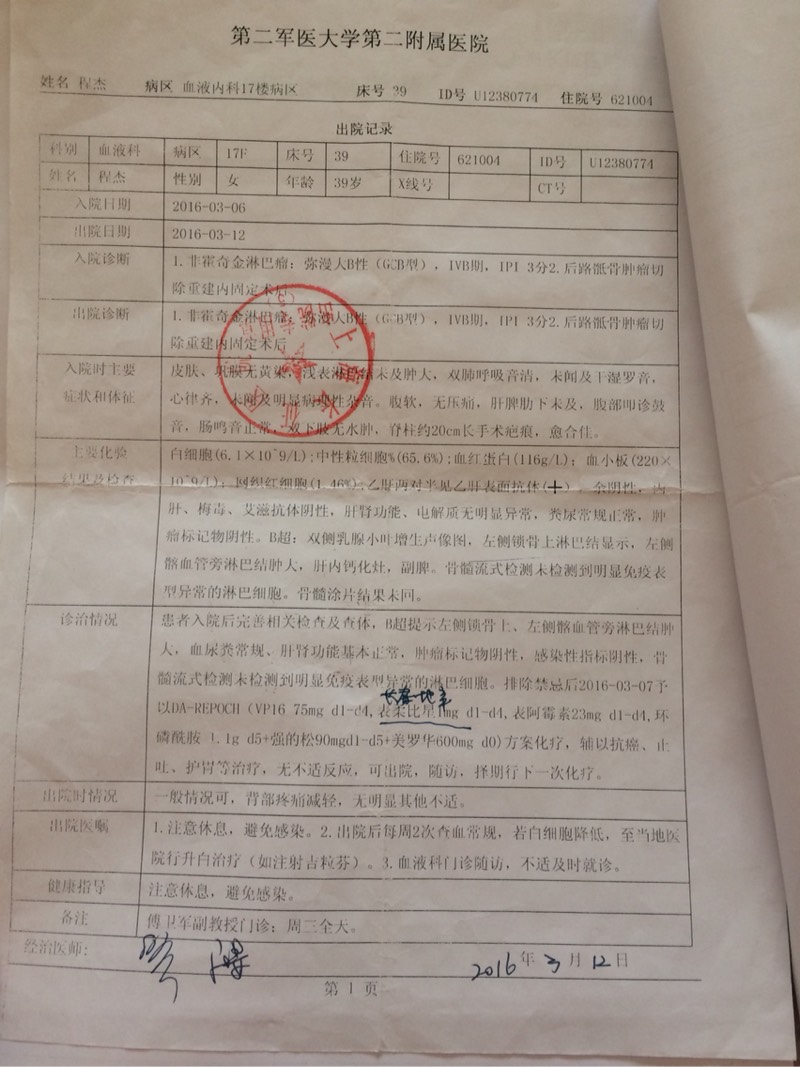 第二军医大学第二附属医院
姓名 程杰 病区 血液内科17楼病区 床号 39 ID号 U12380774 住院号 621004
出院记录
科别 血液科 病区 17F 床号 39 住院号 621004 ID号 U12380774
姓名 程杰 性别 女 年龄 39岁 X线号 CT号
入院日期 2016-03-06
出院日期 2016-03-12
入院诊断 1.非霍奇金淋巴瘤：弥漫大B性（GCB型），IVB期，IPI 3分2.后路骶骨肿瘤切
除重建内固定术后
出院诊断 1.非霍奇金淋巴瘤：弥漫大B性（GCB型），IVB期，IPI 3分2.后路骶骨肿瘤切
除重建内固定术后
入院时主要 皮肤、巩膜无黄染，浅表淋巴结未及肿大，双肺呼吸音清，未闻及干湿罗音，
症状和体征 心律齐，未闻及明显病理性杂音。腹软，无压痛，肝脾肋下未及，腹部叩诊鼓
音，肠鸣音正常，双下肢无水肿，脊柱约20cm长手术疤痕，愈合佳。
主要化验 白细胞(6.1×10^9/L);中性粒细胞%(65.6%);血红蛋白(116g/L)；血小板(220×
结果及检查 10^9/L)；网织红细胞(1.46%);乙肝两对半见乙肝表面抗体(+)，余阴性，丙
肝、梅毒、艾滋抗体阴性，肝肾功能、电解质无明显异常，粪尿常规正常，肿
瘤标记物阴性。B超：双侧乳腺小叶增生声像图，左侧锁骨上淋巴结显示，左侧
髂血管旁淋巴结肿大，肝内钙化灶，副脾。骨髓流式检测未检测到明显免疫表
型异常的淋巴细胞。骨髓涂片结果未回。
诊治情况 患者入院后完善相关检查及查体，B超提示左侧锁骨上、左侧髂血管旁淋巴结肿
大，血尿粪常规、肝肾功能基本正常，肿瘤标记物阴性，感染性指标阴性，骨
髓流式检测未检测到明显免疫表型异常的淋巴细胞。排除禁忌后2016-03-07予
长春地辛
以DA-REPOCH（VP16 75mg d1-d4,表柔比星1mg d1-d4,表阿霉素23mg d1-d4,环
磷酰胺 1.1g d5+强的松90mgd1-d5+美罗华600mg d0)方案化疗，辅以抗癌、止
吐、护胃等治疗，无不适反应，可出院，随访，择期行下一次化疗。
出院时情况 一般情况可，背部疼痛减轻，无明显其他不适。
出院医嘱 1.注意休息，避免感染。2.出院后每周2次查血常规，若白细胞降低，至当地医
院行升白治疗（如注射吉粒芬）。3.血液科门诊随访，不适及时就诊。
健康指导 注意休息，避免感染。
备注 傅卫军副教授门诊：周三全天。
经治医师： 2016年3月12日
第 1 页